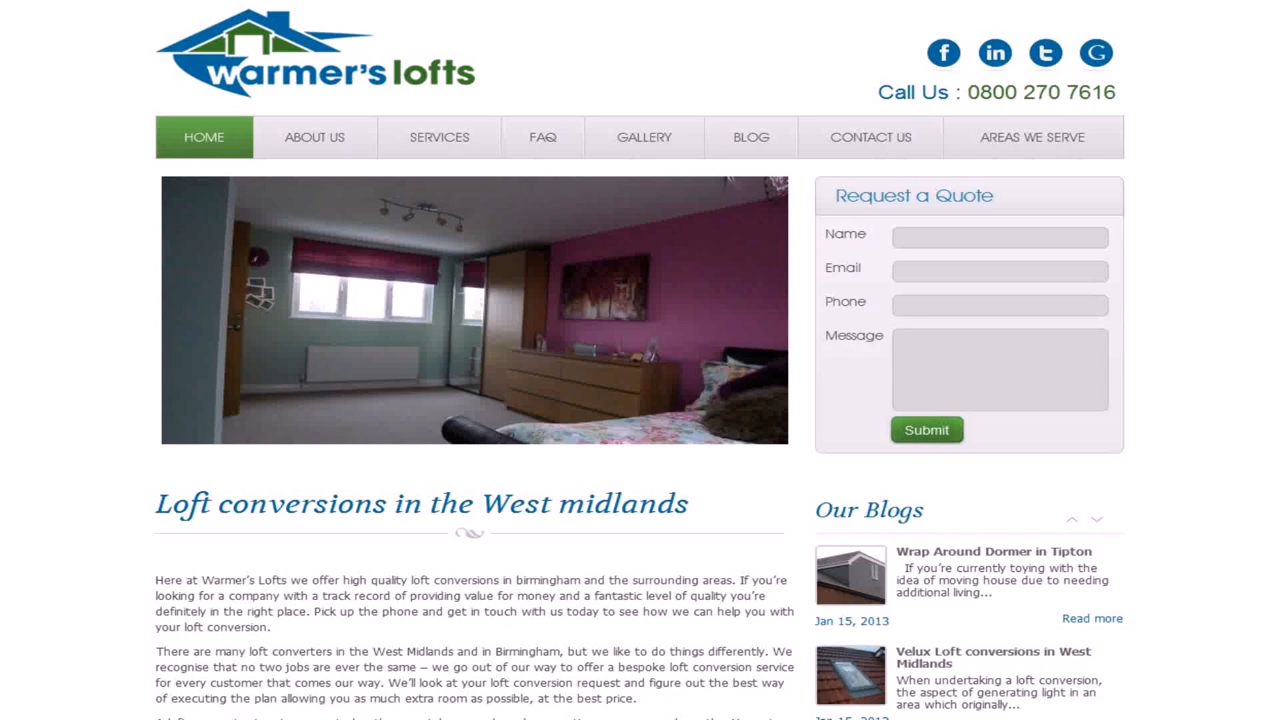 warmer's lofts
Call Us : 0800 270 7616
HOME
ABOUT US
SERVICES
FAQ
GALLERY
BLOG
CONTACT US
AREAS WE SERVE
Request a Quote
Name
Email
Phone
Message
Submit
Loft conversions in the West midlands
Here at Warmer's Lofts we offer high quality loft conversions in birmingham and the surrounding areas. If you're
looking for a company with a track record of providing value for money and a fantastic level of quality you're
definitely in the right place. Pick up the phone and get in touch with us today to see how we can help you with
your loft conversion.
There are many loft converters in the West Midlands and in Birmingham, but we like to do things differently. We
recognise that no two jobs are ever the same – we go out of our way to offer a bespoke loft conversion service
for every customer that comes our way. We'll look at your loft conversion request and figure out the best way
of executing the plan allowing you as much extra room as possible, at the best price.
Our Blogs
Wrap Around Dormer in Tipton
If you're currently toying with the
idea of moving house due to needing
additional living...
Jan 15, 2013
Read more
Velux Loft conversions in West
Midlands
When undertaking a loft conversion,
the aspect of generating light in an
area which originally...
Jan 15, 2013